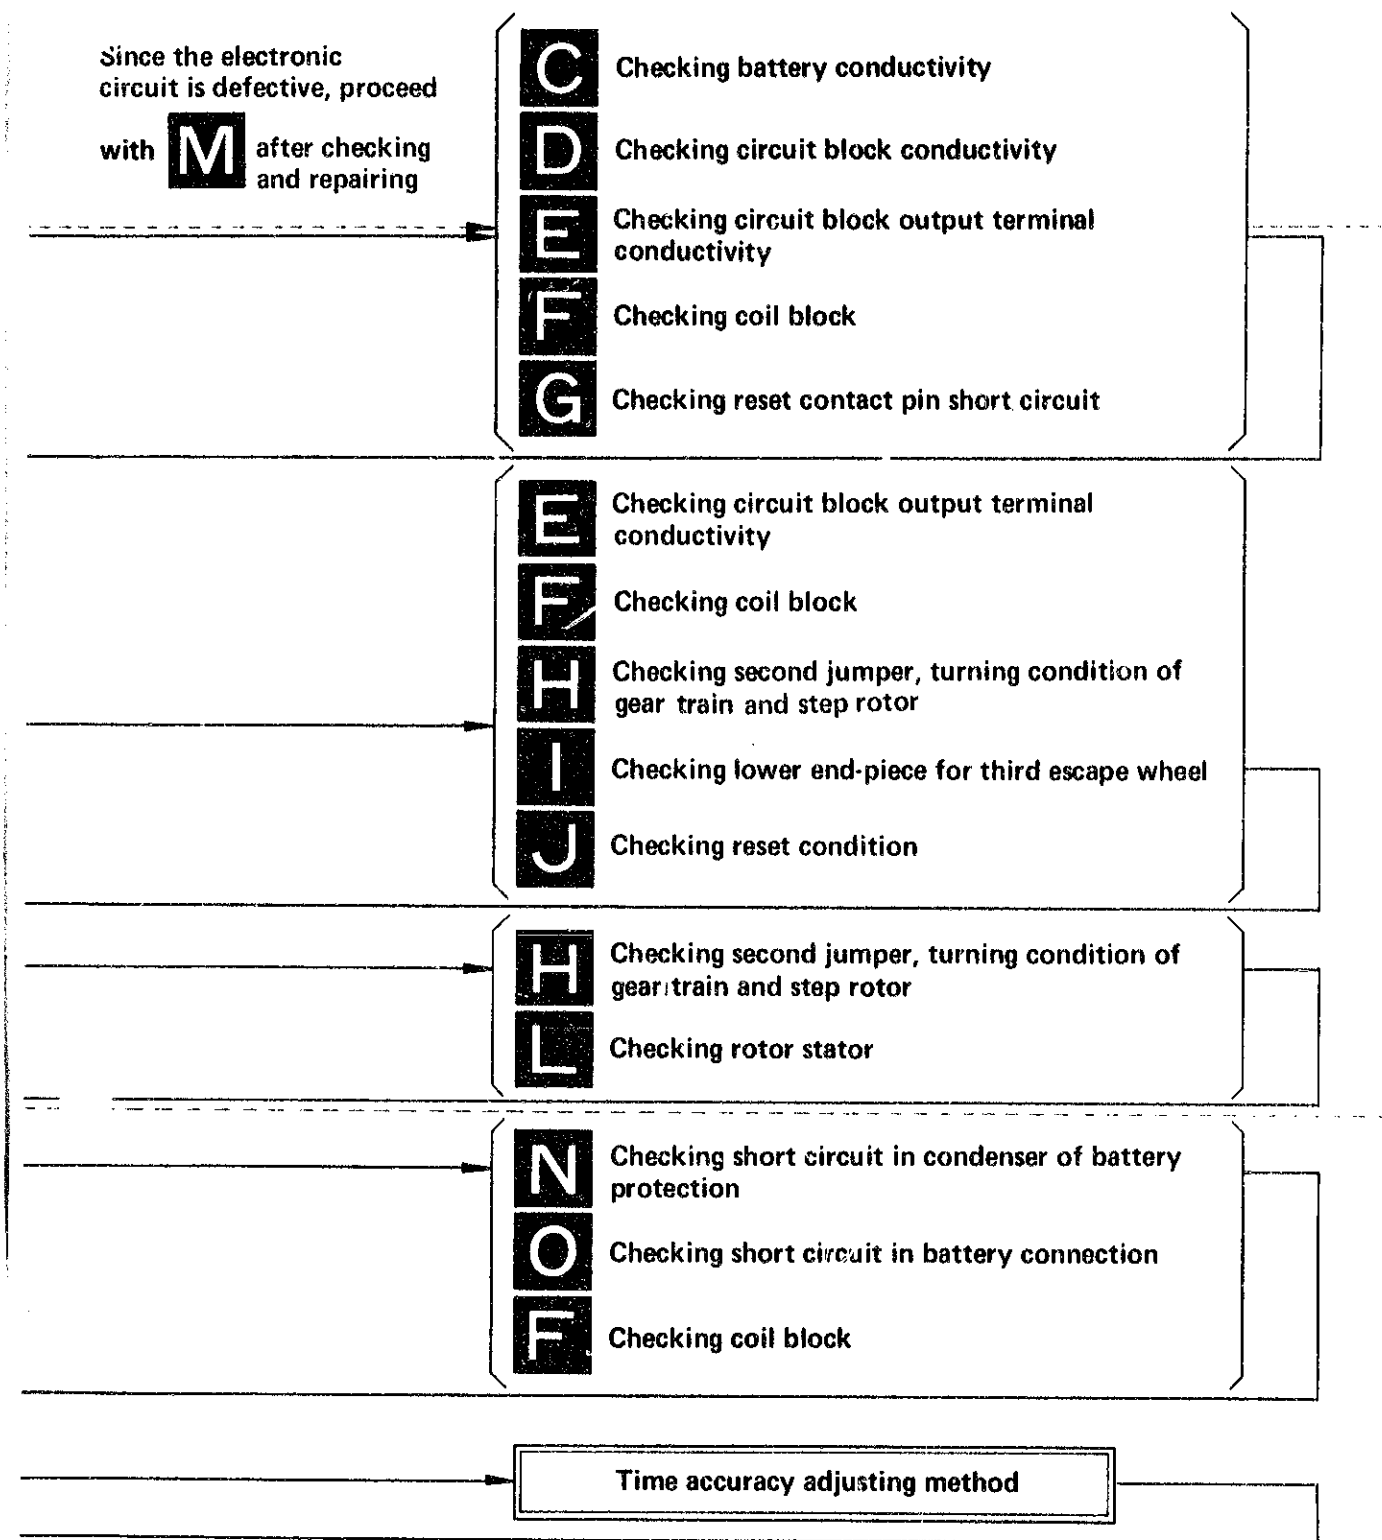 Since the electronic
circuit is defective, proceed
with M after checking
and repairing
C Checking battery conductivity
D Checking circuit block conductivity
E Checking circuit block output terminal
conductivity
F Checking coil block
G Checking reset contact pin short circuit
E Checking circuit block output terminal
conductivity
F Checking coil block
H Checking second jumper, turning condition of
gear train and step rotor
I Checking lower end-piece for third escape wheel
J Checking reset condition
H Checking second jumper, turning condition of
gear train and step rotor
L Checking rotor stator
N Checking short circuit in condenser of battery
protection
O Checking short circuit in battery connection
F Checking coil block
Time accuracy adjusting method